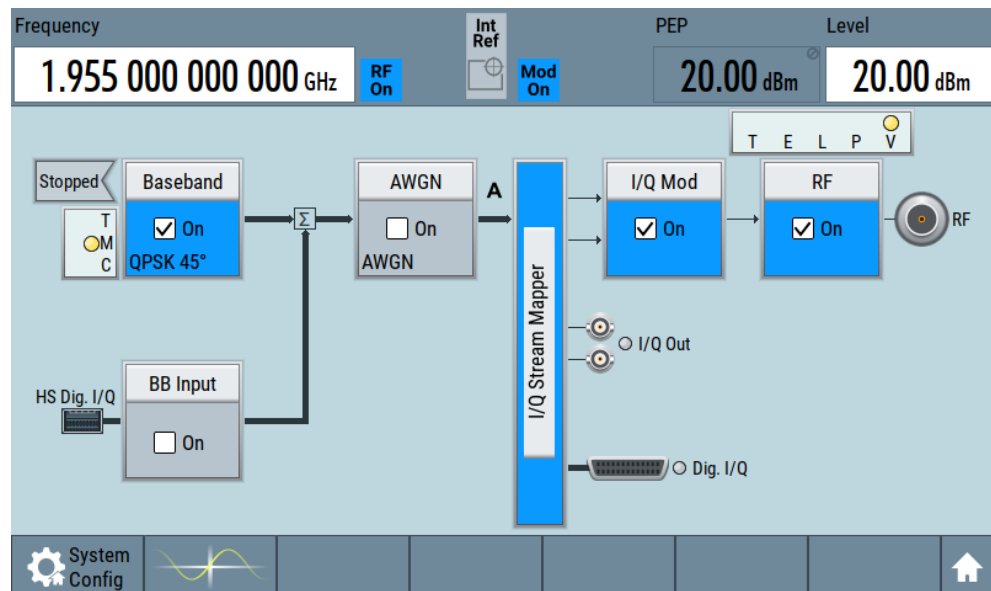 Frequency
Int
Ref
PEP
Level
1.955 000 000 000 GHz
RF
On
Mod
On
20.00 dBm
20.00 dBm
T E L P V
Stopped
Baseband
AWGN
A
I/Q Mod
RF
T
M
C
On
QPSK 45°
Σ
On
AWGN
On
On
RF
I/Q Stream Mapper
I/Q Out
HS Dig. I/Q
BB Input
On
Dig. I/Q
System
Config